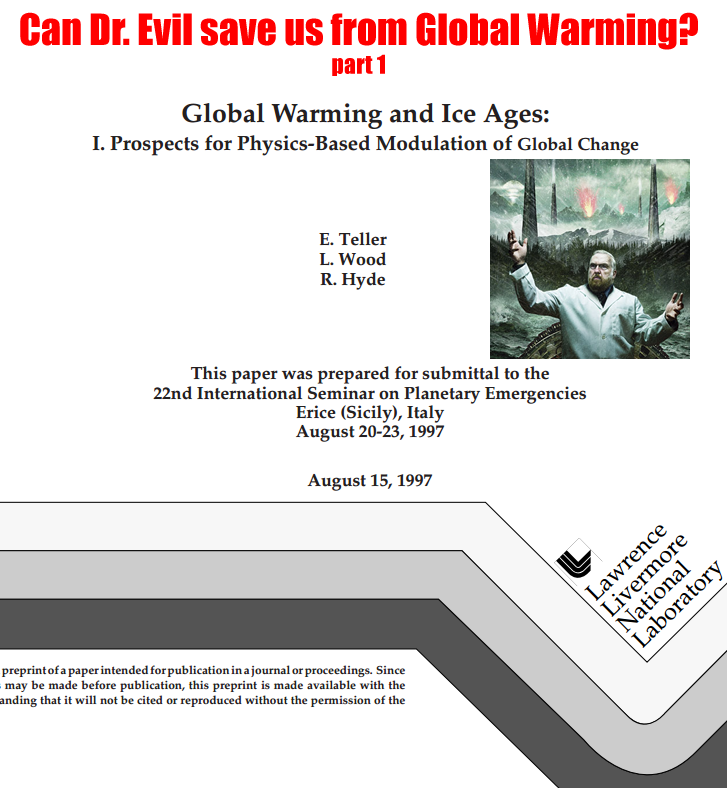 Can Dr. Evil save us from Global Warming?
part 1
Global Warming and Ice Ages:
I. Prospects for Physics-Based Modulation of Global Change
E. Teller
L. Wood
R. Hyde
This paper was prepared for submittal to the
22nd International Seminar on Planetary Emergencies
Erice (Sicily), Italy
August 20-23, 1997
August 15, 1997
Lawrence
Livermore
National
Laboratory
preprint of a paper intended for publication in a journal or proceedings. Since
may be made before publication, this preprint is made available with the
anding that it will not be cited or reproduced without the permission of the